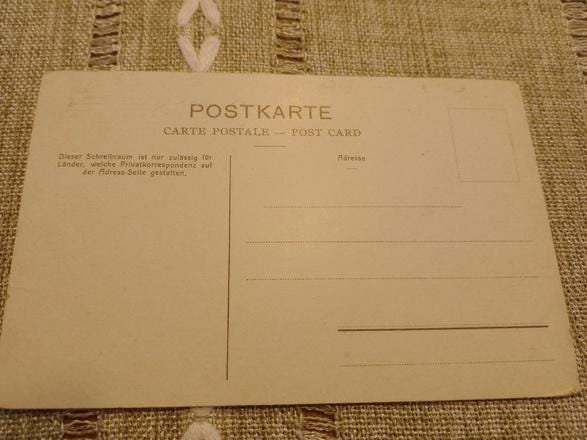 POSTKARTE
CARTE POSTALE — POST CARD
Dieser Schreibraum ist nur zulässig für
Länder, welche Privatkorrespondenz auf
der Adress-Seite gestatten.
Adresse